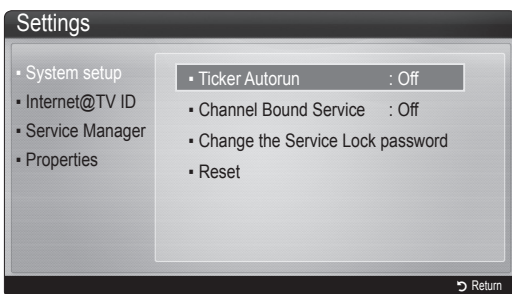 Settings
▪ System setup
▪ Internet@TV ID
▪ Service Manager
▪ Properties
▪ Ticker Autorun : Off
▪ Channel Bound Service : Off
▪ Change the Service Lock password
▪ Reset
Return